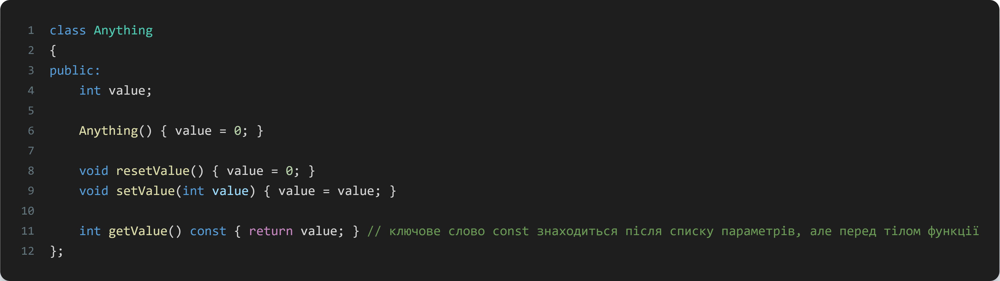 1 class Anything
2 {
3 public:
4     int value;
5
6     Anything() { value = 0; }
7
8     void resetValue() { value = 0; }
9     void setValue(int value) { value = value; }
10
11     int getValue() const { return value; } // ключове слово const знаходиться після списку параметрів, але перед тілом функції
12 };